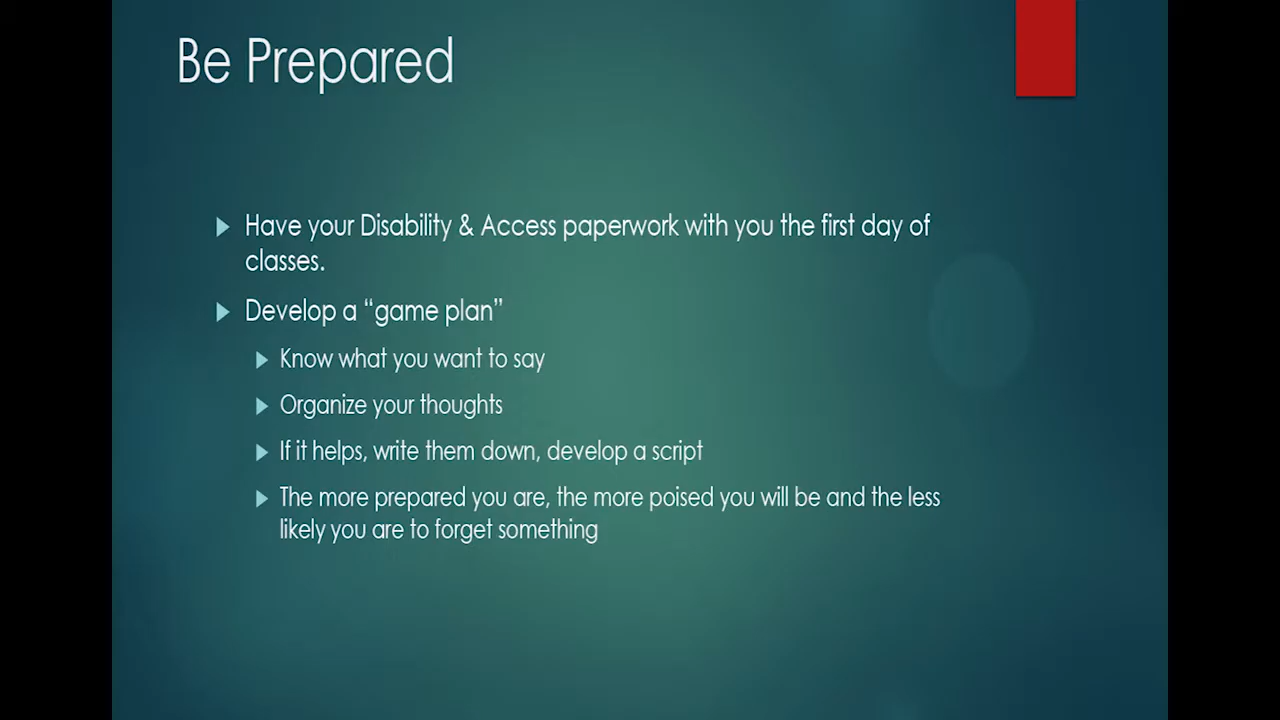 Be Prepared
Have your Disability & Access paperwork with you the first day of
classes.
Develop a “game plan”
Know what you want to say
Organize your thoughts
If it helps, write them down, develop a script
The more prepared you are, the more poised you will be and the less
likely you are to forget something